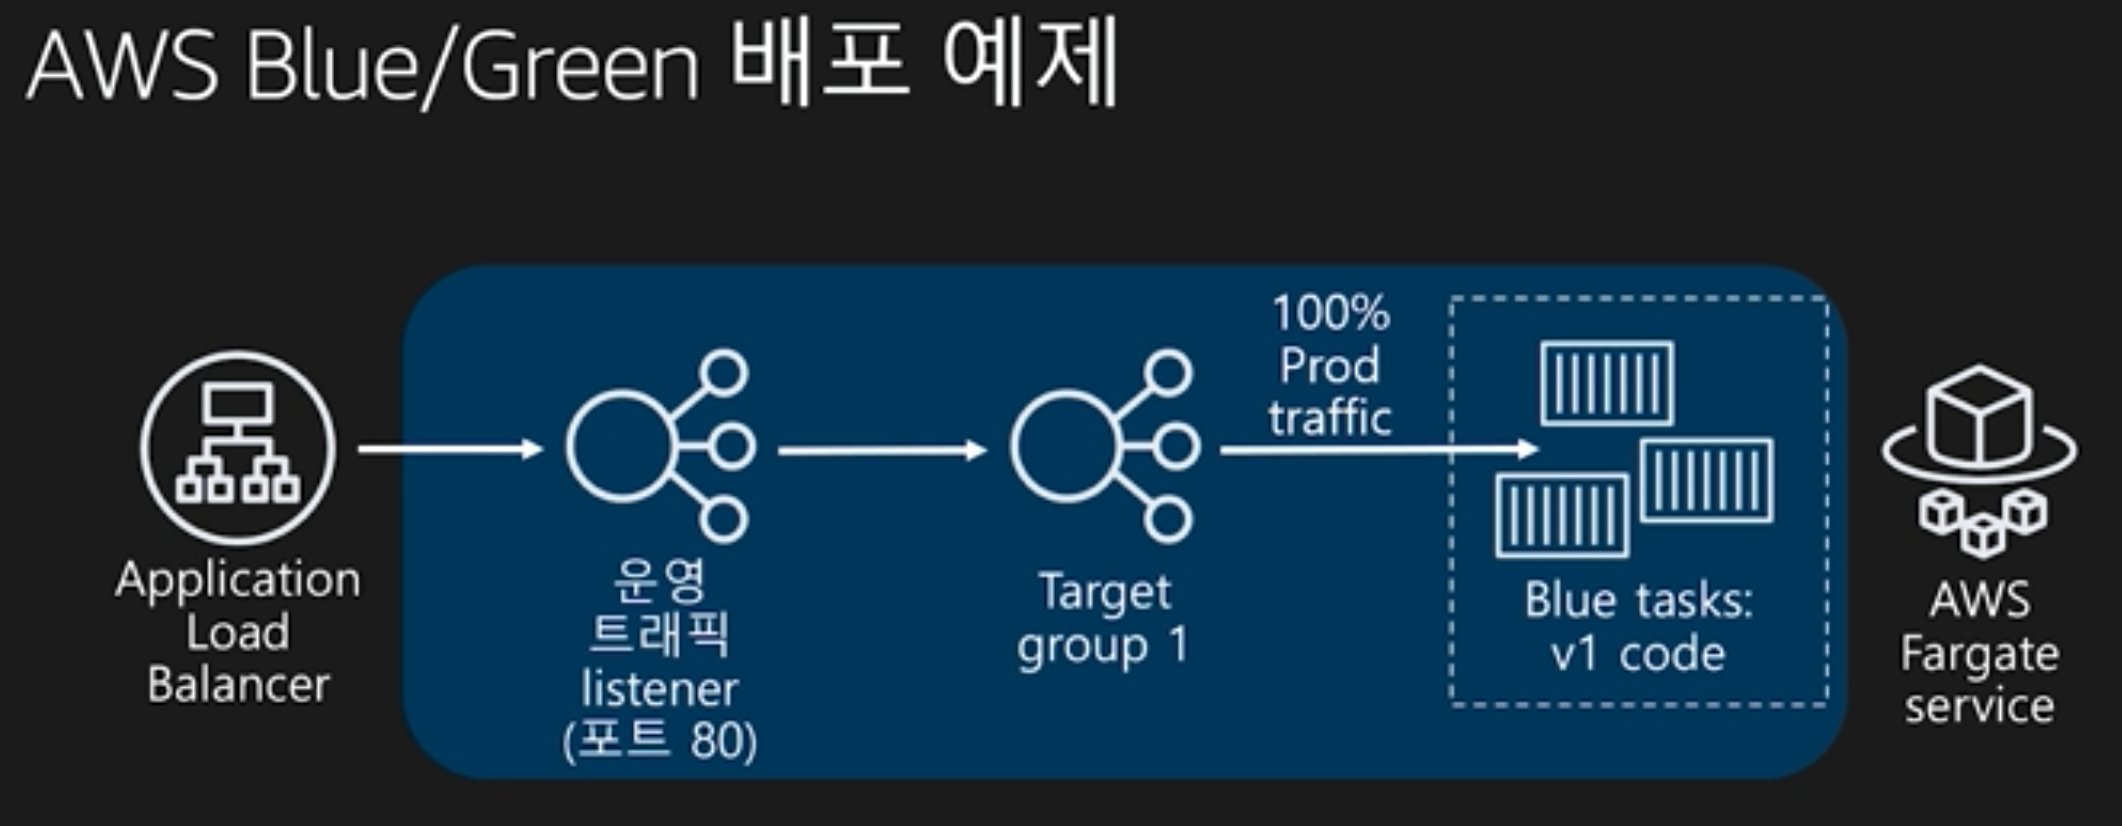 AWS Blue/Green 배포 예제
Application
Load
Balancer
운영
트래픽
listener
(포트 80)
Target
group 1
100%
Prod
traffic
Blue tasks:
v1 code
AWS
Fargate
service